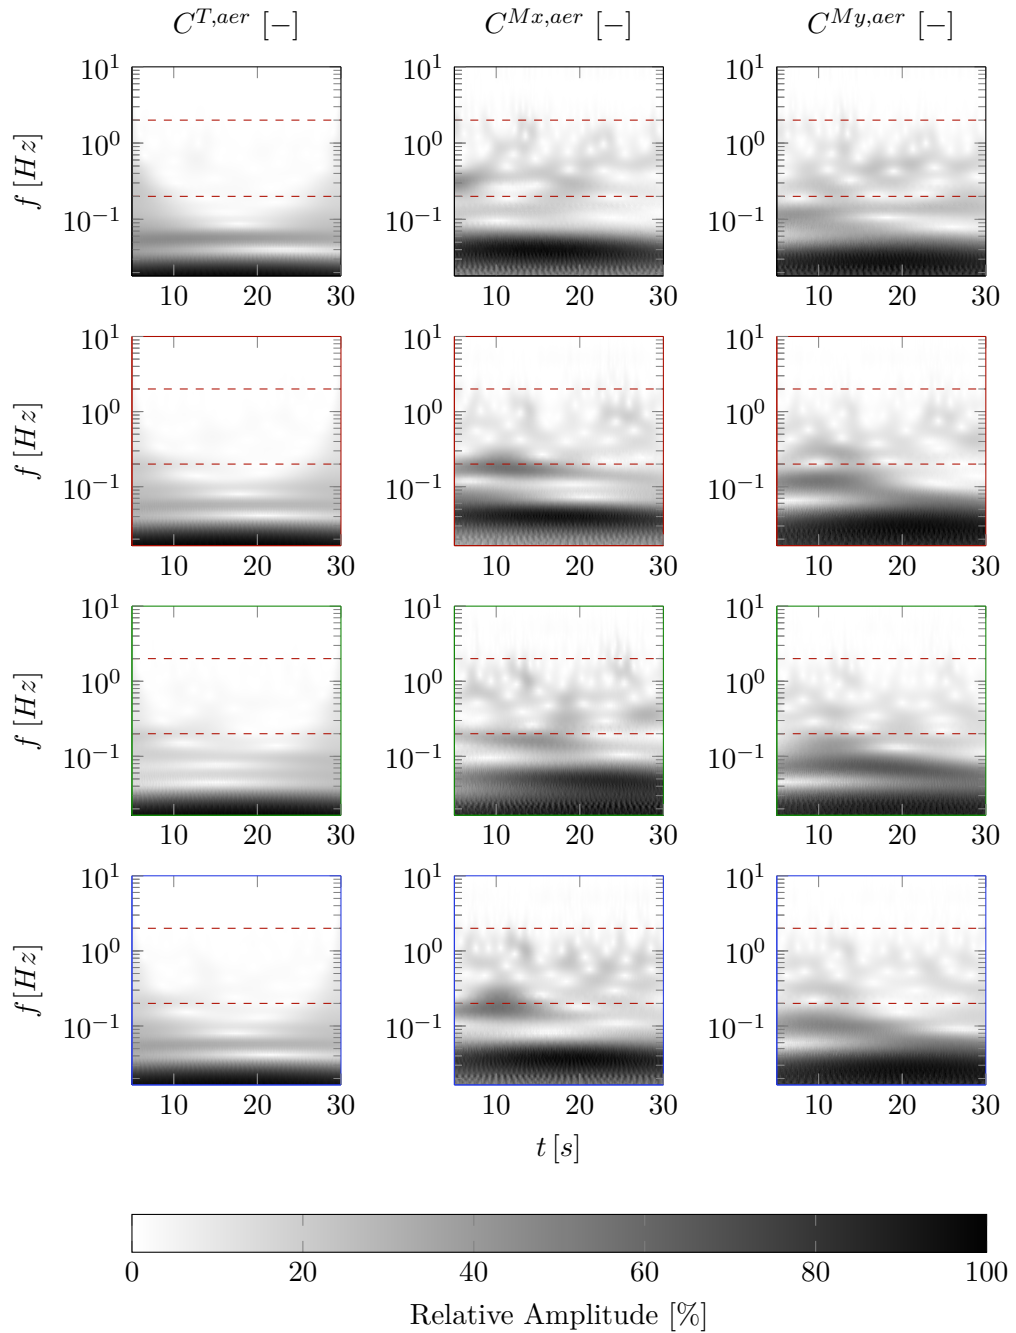 C^{T,aer} [−] C^{Mx,aer} [−] C^{My,aer} [−]
10^1 10^1 10^1
f [Hz] 10^0 10^0 10^0
10^{−1} 10^{−1} 10^{−1}
10 20 30 10 20 30 10 20 30
10^1 10^1 10^1
f [Hz] 10^0 10^0 10^0
10^{−1} 10^{−1} 10^{−1}
10 20 30 10 20 30 10 20 30
10^1 10^1 10^1
f [Hz] 10^0 10^0 10^0
10^{−1} 10^{−1} 10^{−1}
10 20 30 10 20 30 10 20 30
10^1 10^1 10^1
f [Hz] 10^0 10^0 10^0
10^{−1} 10^{−1} 10^{−1}
10 20 30 10 20 30 10 20 30
t [s]
0 20 40 60 80 100
Relative Amplitude [%]